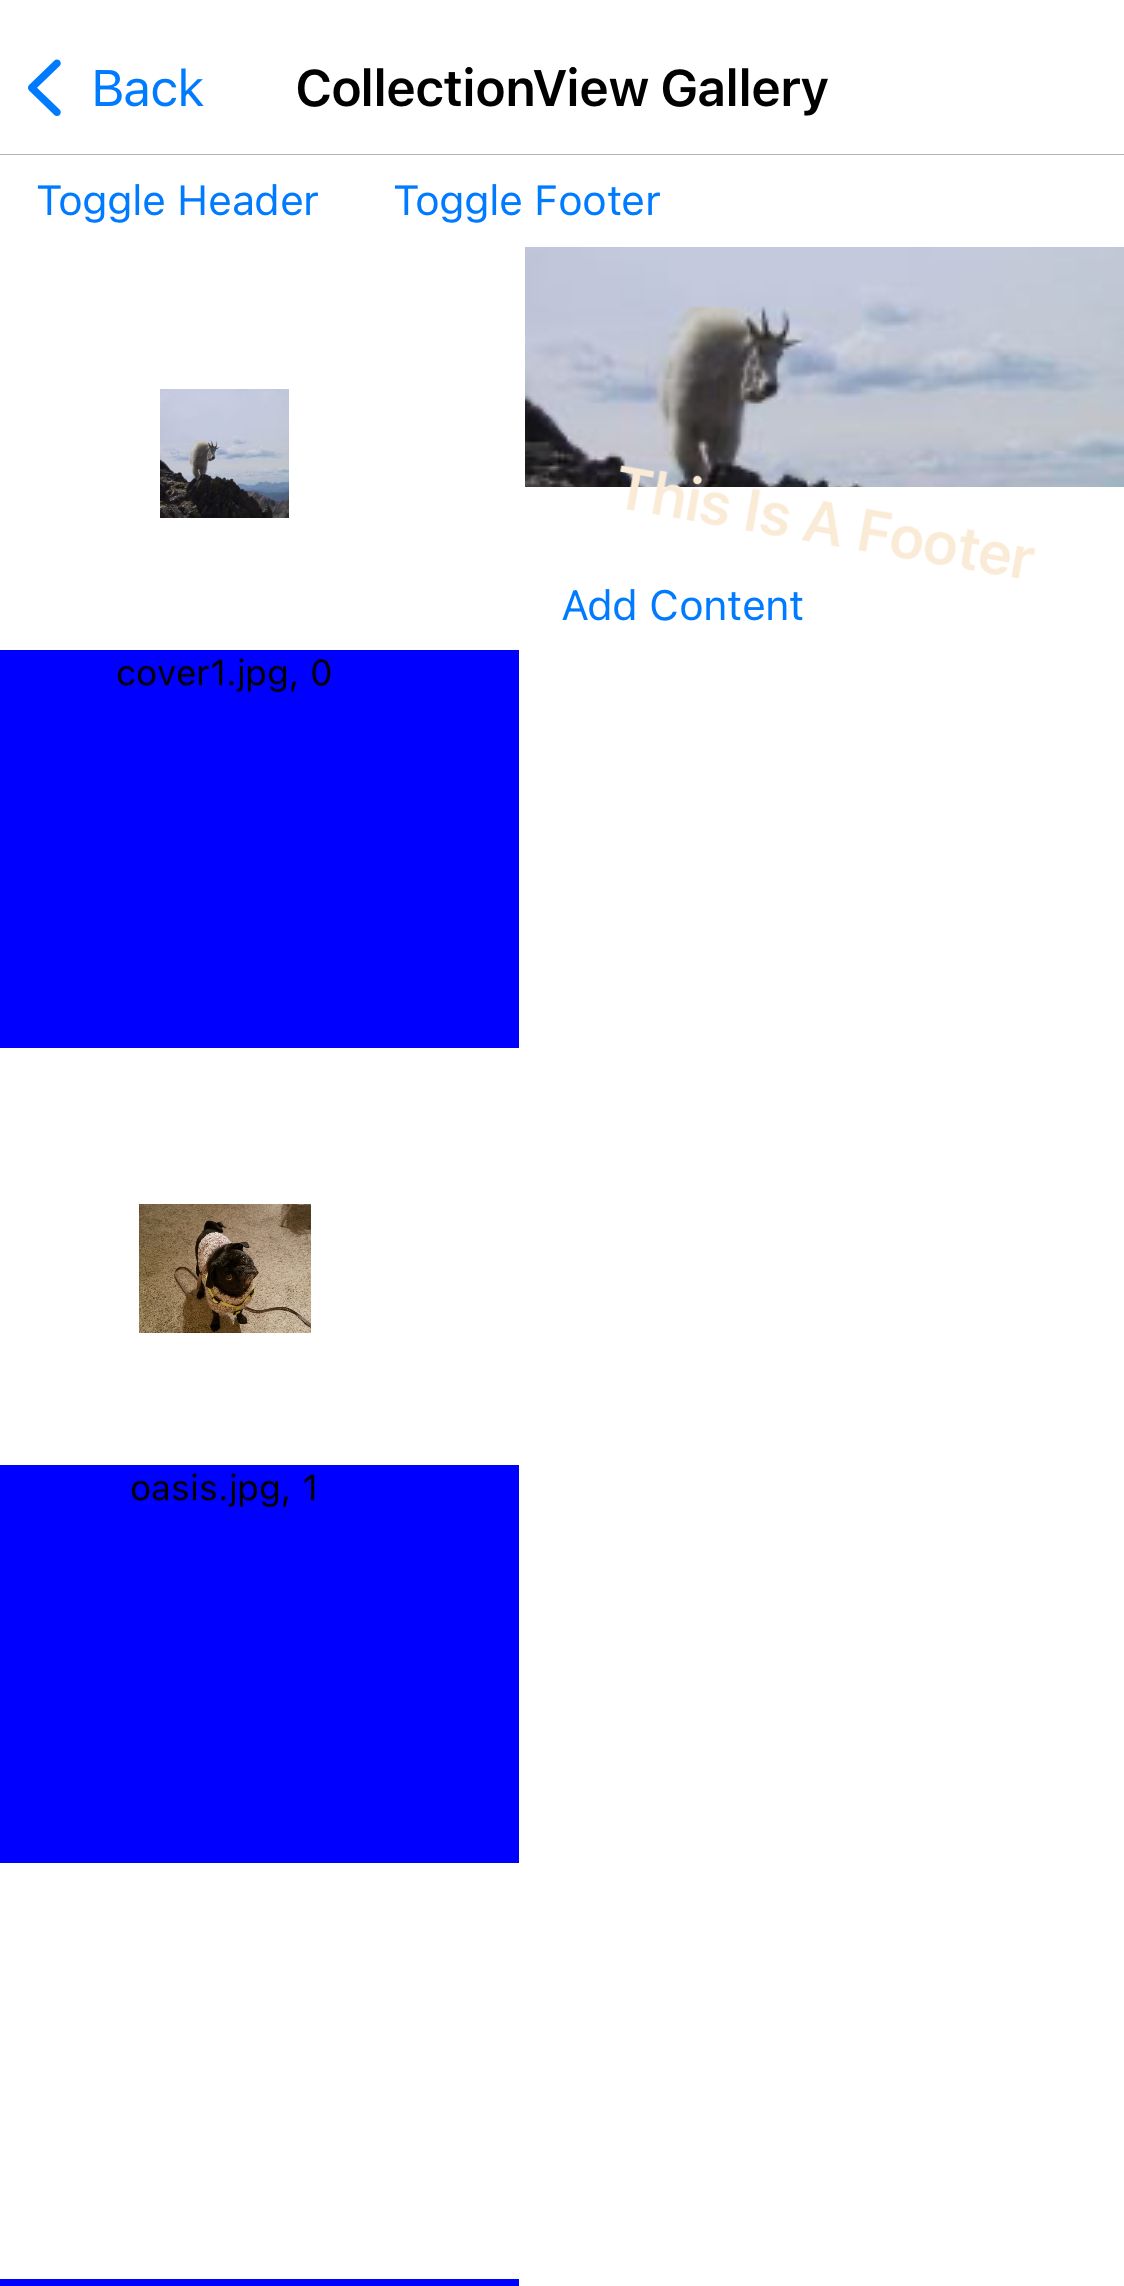 Back
CollectionView Gallery
Toggle Header
Toggle Footer
This Is A Footer
Add Content
cover1.jpg, 0
oasis.jpg, 1